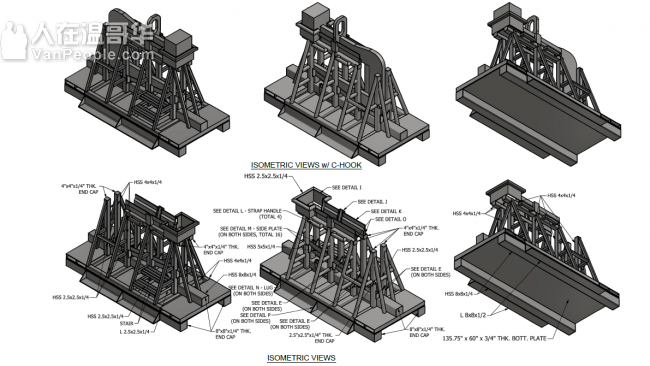 人在温哥华
VanPeople.com
ISOMETRIC VIEWS w/ C-HOOK
HSS 2.5x2.5x1/4
HSS 4x4x1/4
4"x4"x1/4" THK.
END CAP
4"x4"x1/4" THK.
END CAP
HSS 4x4x1/4
HSS 8x8x1/4
HSS 2.5x2.5x1/4
HSS 2.5x2.5x1/4
STAIR
L 2.5x2.5x1/4
8"x8"x1/4" THK.
END CAP
SEE DETAIL I
SEE DETAIL J
SEE DETAIL K
SEE DETAIL O
SEE DETAIL L - STRAP HANDLE
(TOTAL 4)
SEE DETAIL M - SIDE PLATE
(ON BOTH SIDES, TOTAL 16)
HSS 5x5x1/4
4"x4"x1/4" THK.
END CAP
HSS 2.5x2.5x1/4
SEE DETAIL E
(ON BOTH SIDES)
SEE DETAIL N - LUG
(ON BOTH SIDES)
SEE DETAIL E
(ON BOTH SIDES)
SEE DETAIL F
(ON BOTH SIDES)
SEE DETAIL E
(ON BOTH SIDES)
2.5"x2.5"x1/4" THK.
END CAP
8"x8"x1/4" THK.
END CAP
HSS 4x4x1/4
HSS 4x4x1/4
HSS 8x8x1/4
L 8x8x1/2
135.75" x 60" x 3/4" THK. BOTT. PLATE
ISOMETRIC VIEWS